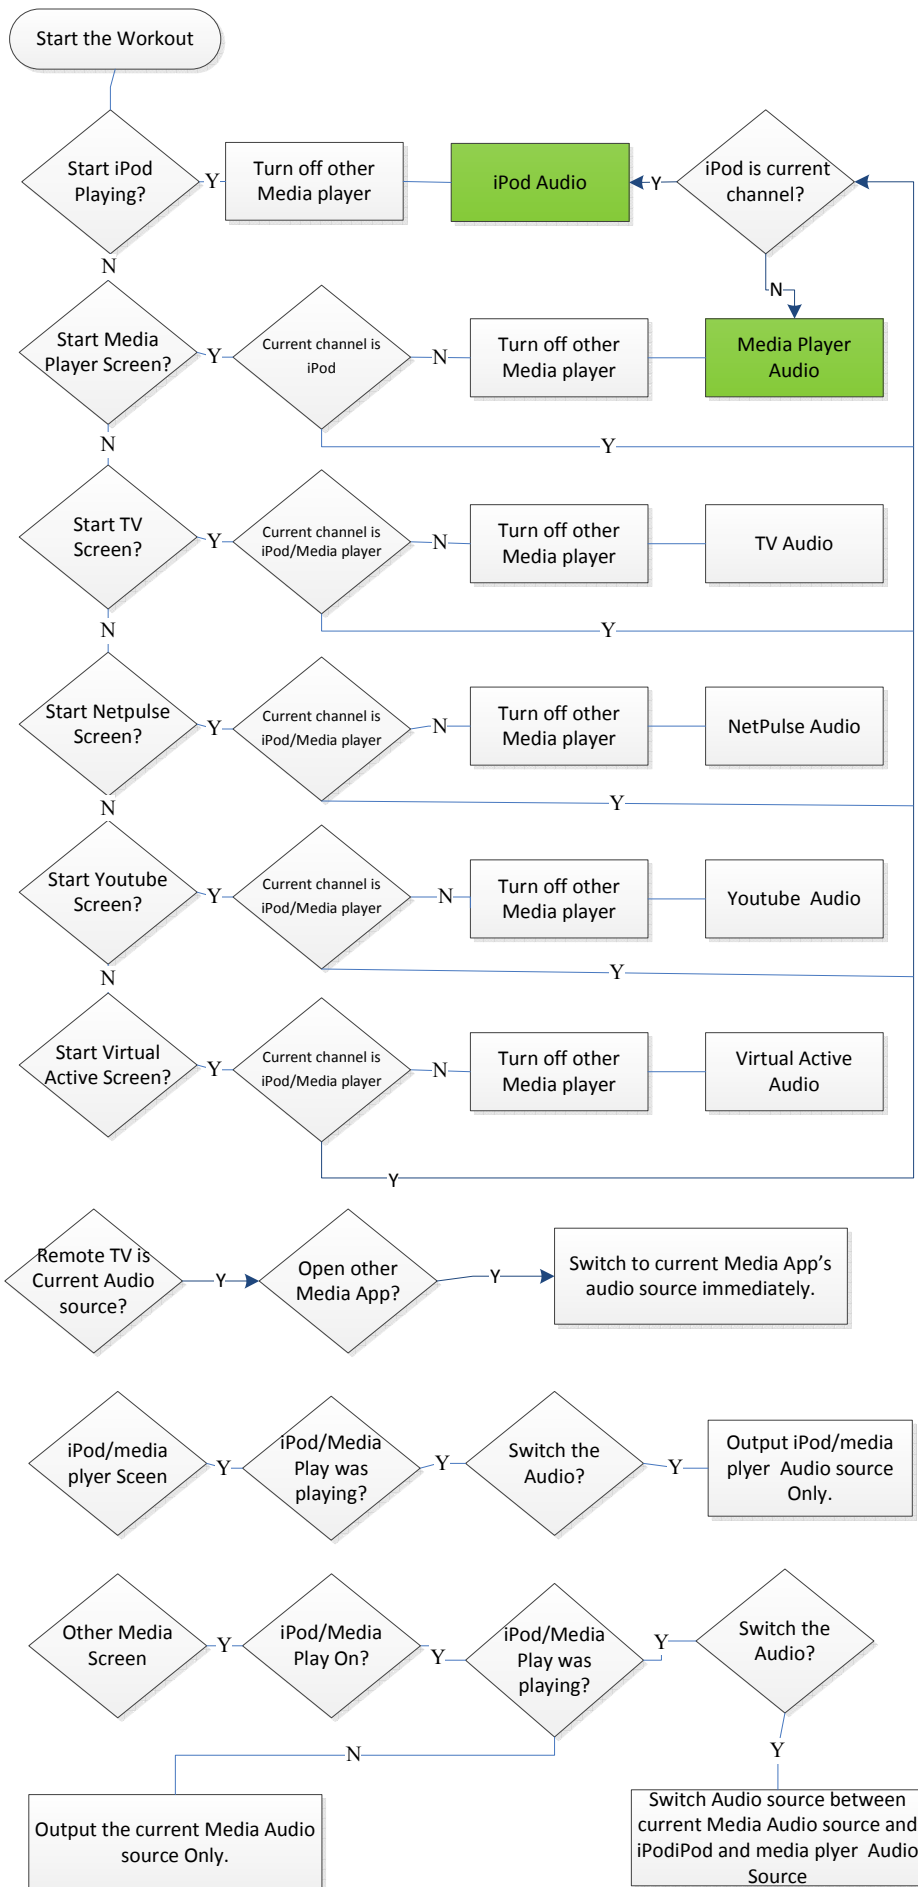 Start the Workout
Start iPod
Playing?
Y
Turn off other
Media player
iPod Audio
Y
iPod is current
channel?
N
N
Start Media
Player Screen?
Y
Current channel is
iPod
N
Turn off other
Media player
Media Player
Audio
Y
N
Start TV
Screen?
Y
Current channel is
iPod/Media player
N
Turn off other
Media player
TV Audio
Y
N
Start Netpulse
Screen?
Y
Current channel is
iPod/Media player
N
Turn off other
Media player
NetPulse Audio
Y
N
Start Youtube
Screen?
Y
Current channel is
iPod/Media player
N
Turn off other
Media player
Youtube  Audio
Y
N
Start Virtual
Active Screen?
Y
Current channel is
iPod/Media player
N
Turn off other
Media player
Virtual Active
Audio
Y
Remote TV is
Current Audio
source?
Y
Open other
Media App?
Y
Switch to current Media App's
audio source immediately.
iPod/media
plyer Sceen
Y
iPod/Media
Play was
playing?
Y
Switch the
Audio?
Y
Output iPod/media
plyer  Audio source
Only.
Other Media
Screen
Y
iPod/Media
Play On?
Y
iPod/Media
Play was
playing?
Y
Switch the
Audio?
N
Y
Output the current Media Audio
source Only.
Switch Audio source between
current Media Audio source and
iPodiPod and media plyer  Audio
Source